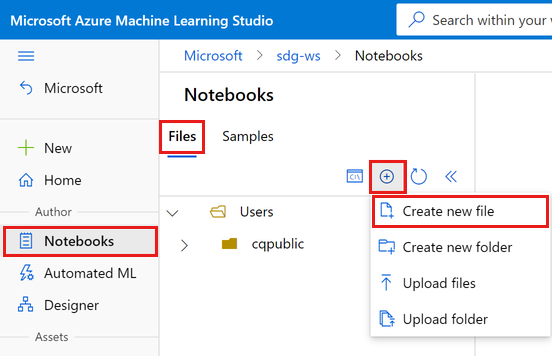 Microsoft Azure Machine Learning Studio
Search within your
Microsoft > sdg-ws > Notebooks
Microsoft
Notebooks
Files Samples
New
Home
Author
Notebooks
Automated ML
Designer
Assets
Users
cqpublic
Create new file
Create new folder
Upload files
Upload folder